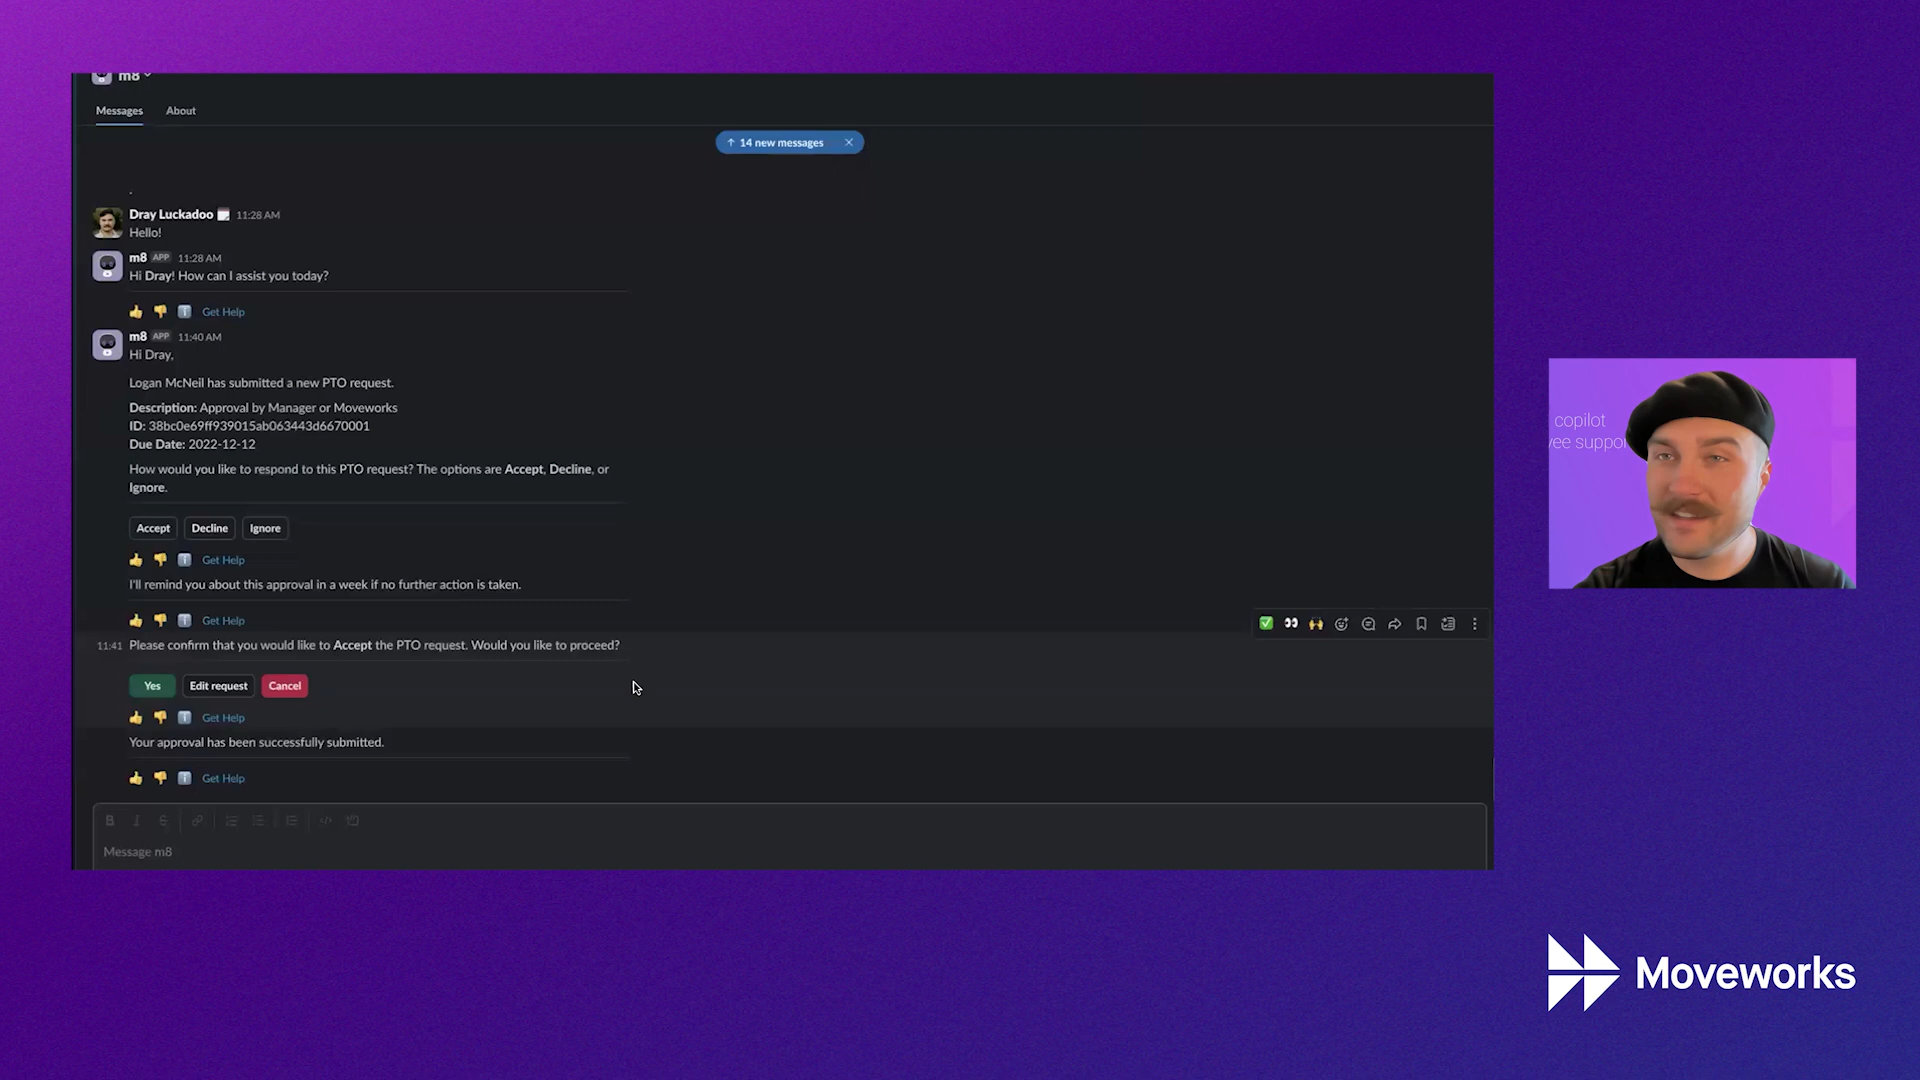 m8
Messages About
↑ 14 new messages ×
.
Dray Luckadoo 11:28 AM
Hello!
m8 APP 11:28 AM
Hi Dray! How can I assist you today?
Get Help
m8 APP 11:40 AM
Hi Dray,
Logan McNeil has submitted a new PTO request.
Description: Approval by Manager or Moveworks
ID: 38bc0e69ff939015ab063443d6670001
Due Date: 2022-12-12
How would you like to respond to this PTO request? The options are Accept, Decline, or
Ignore.
Accept Decline Ignore
Get Help
I'll remind you about this approval in a week if no further action is taken.
Get Help
11:41 Please confirm that you would like to Accept the PTO request. Would you like to proceed?
Yes Edit request Cancel
Get Help
Your approval has been successfully submitted.
Get Help
Message m8
copilot
yee suppor
Moveworks